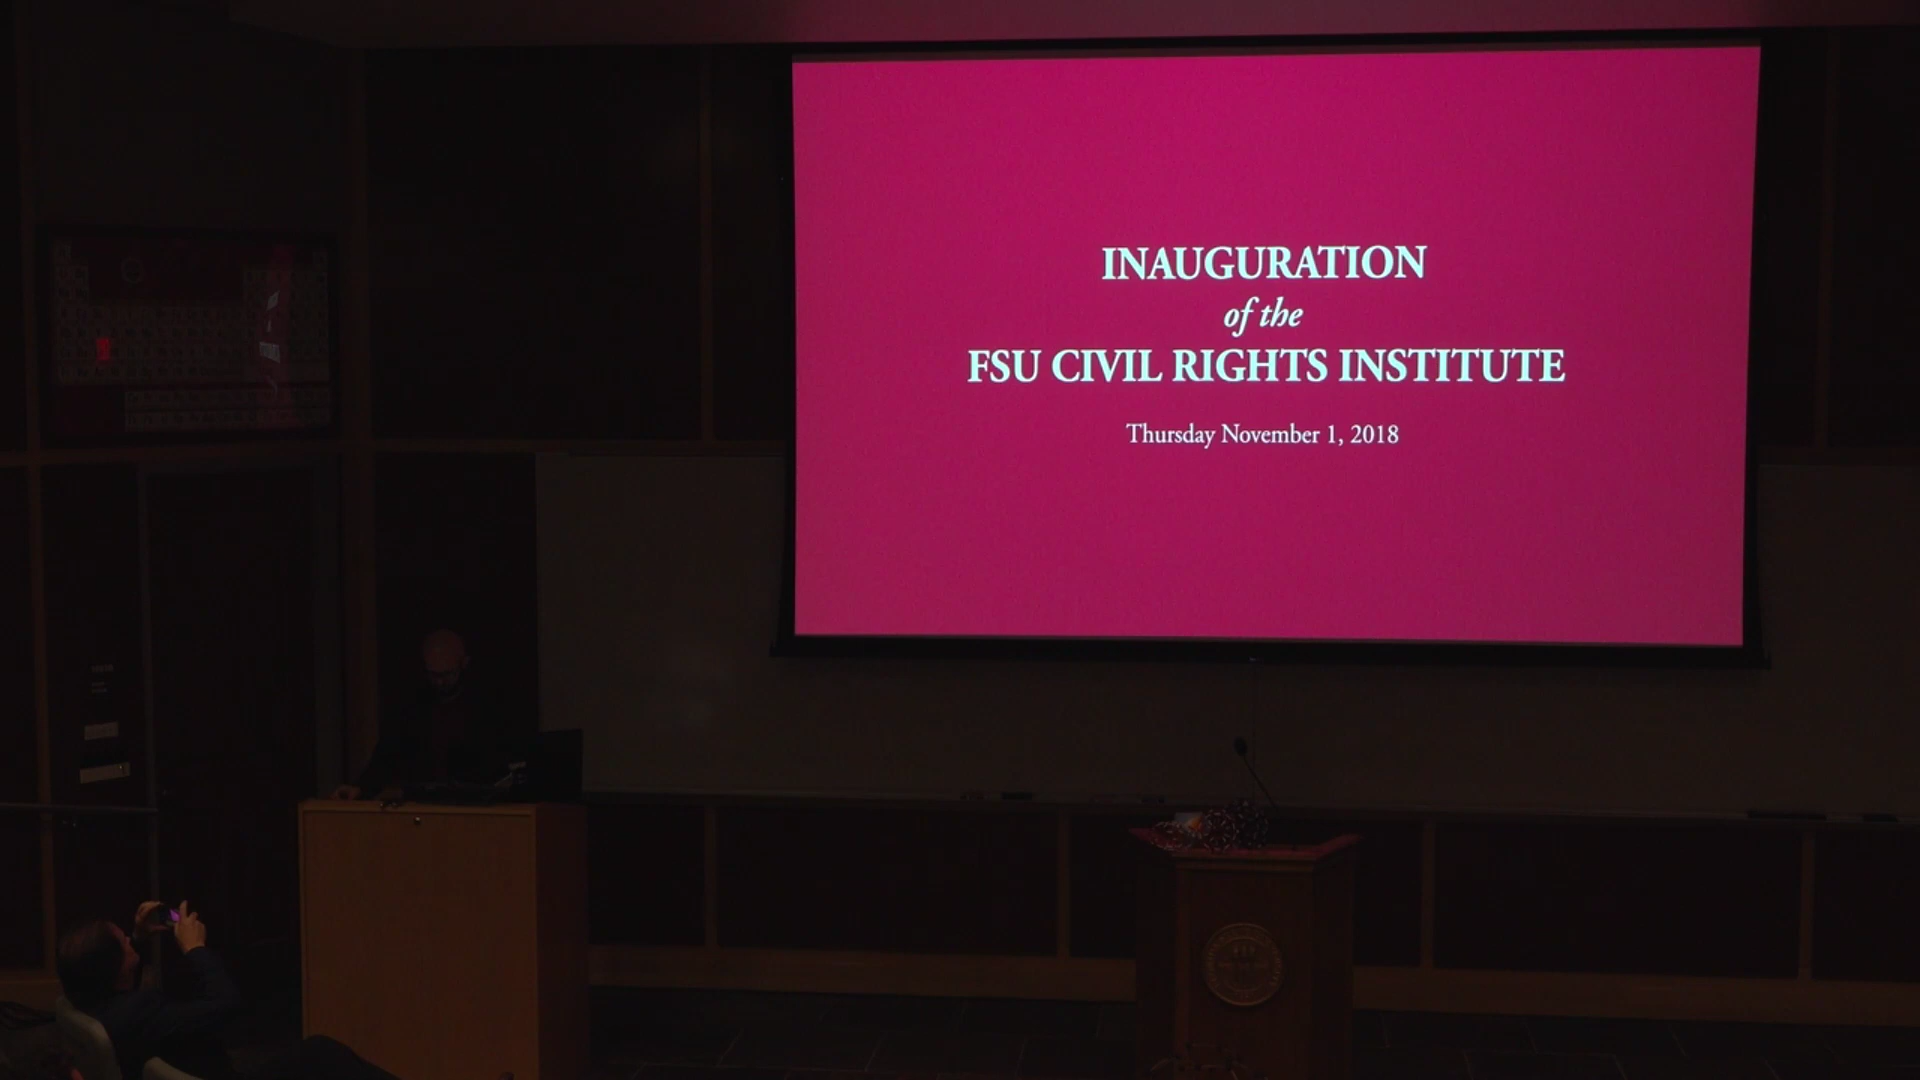 INAUGURATION
of the
FSU CIVIL RIGHTS INSTITUTE
Thursday November 1, 2018